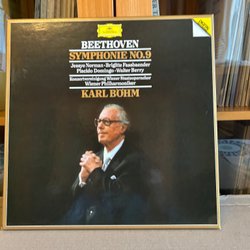 BEETHOVEN
SYMPHONIE NO.9
Jessye Norman · Brigitte Fassbaender
Placido Domingo · Walter Berry
Konzertvereinigung Wiener Staatsopernchor
Wiener Philharmoniker
KARL BÖHM